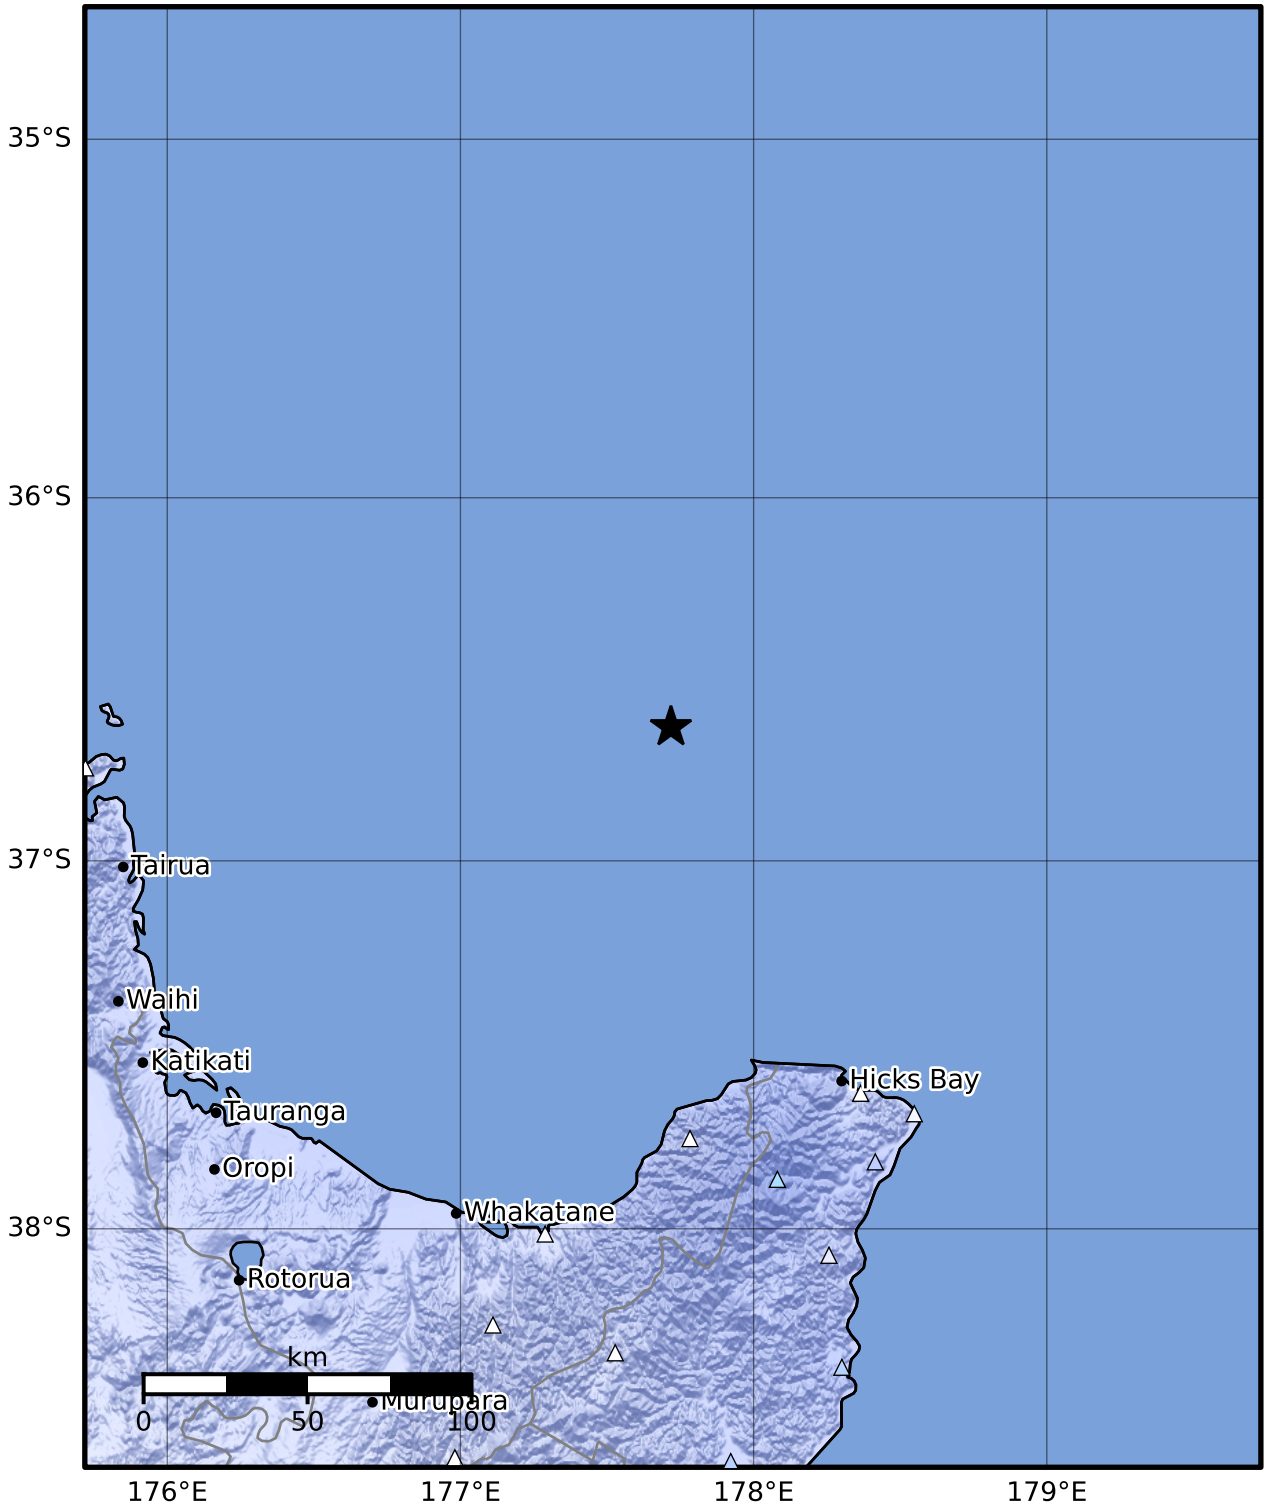 35°S
36°S
37°S
Tairua
Waihi
Katikati
Hicks Bay
Tauranga
Oropi
Whakatane
38°S
Rotorua
km
Murupara
0 50 100
176°E 177°E 178°E 179°E